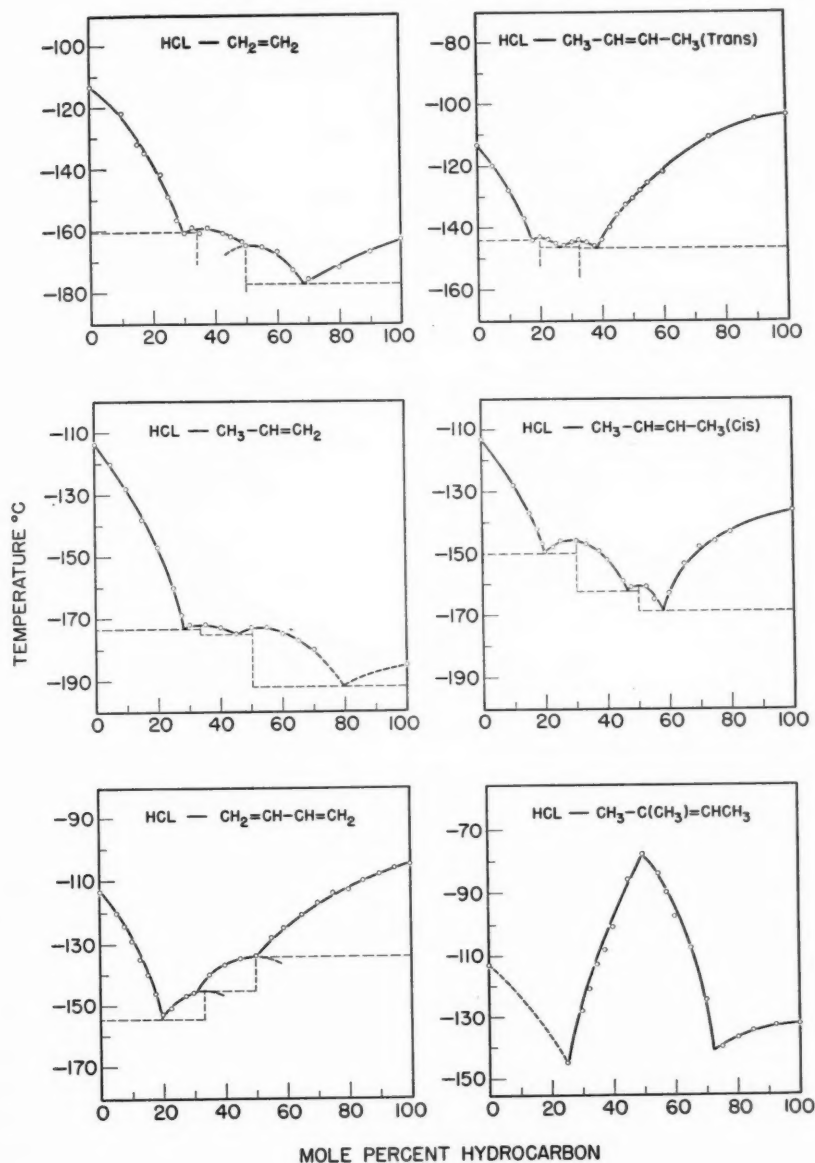 HCL — CH₂=CH₂
−100
−120
−140
−160
−180
0 20 40 60 80 100
HCL — CH₃−CH=CH−CH₃(Trans)
−80
−100
−120
−140
−160
0 20 40 60 80 100
TEMPERATURE °C
HCL — CH₃−CH=CH₂
−110
−130
−150
−170
−190
0 20 40 60 80 100
HCL — CH₃−CH=CH−CH₃(Cis)
−110
−130
−150
−170
−190
0 20 40 60 80 100
HCL — CH₂=CH−CH=CH₂
−90
−110
−130
−150
−170
0 20 40 60 80 100
HCL — CH₃−C(CH₃)=CHCH₃
−70
−90
−110
−130
−150
0 20 40 60 80 100
MOLE PERCENT HYDROCARBON